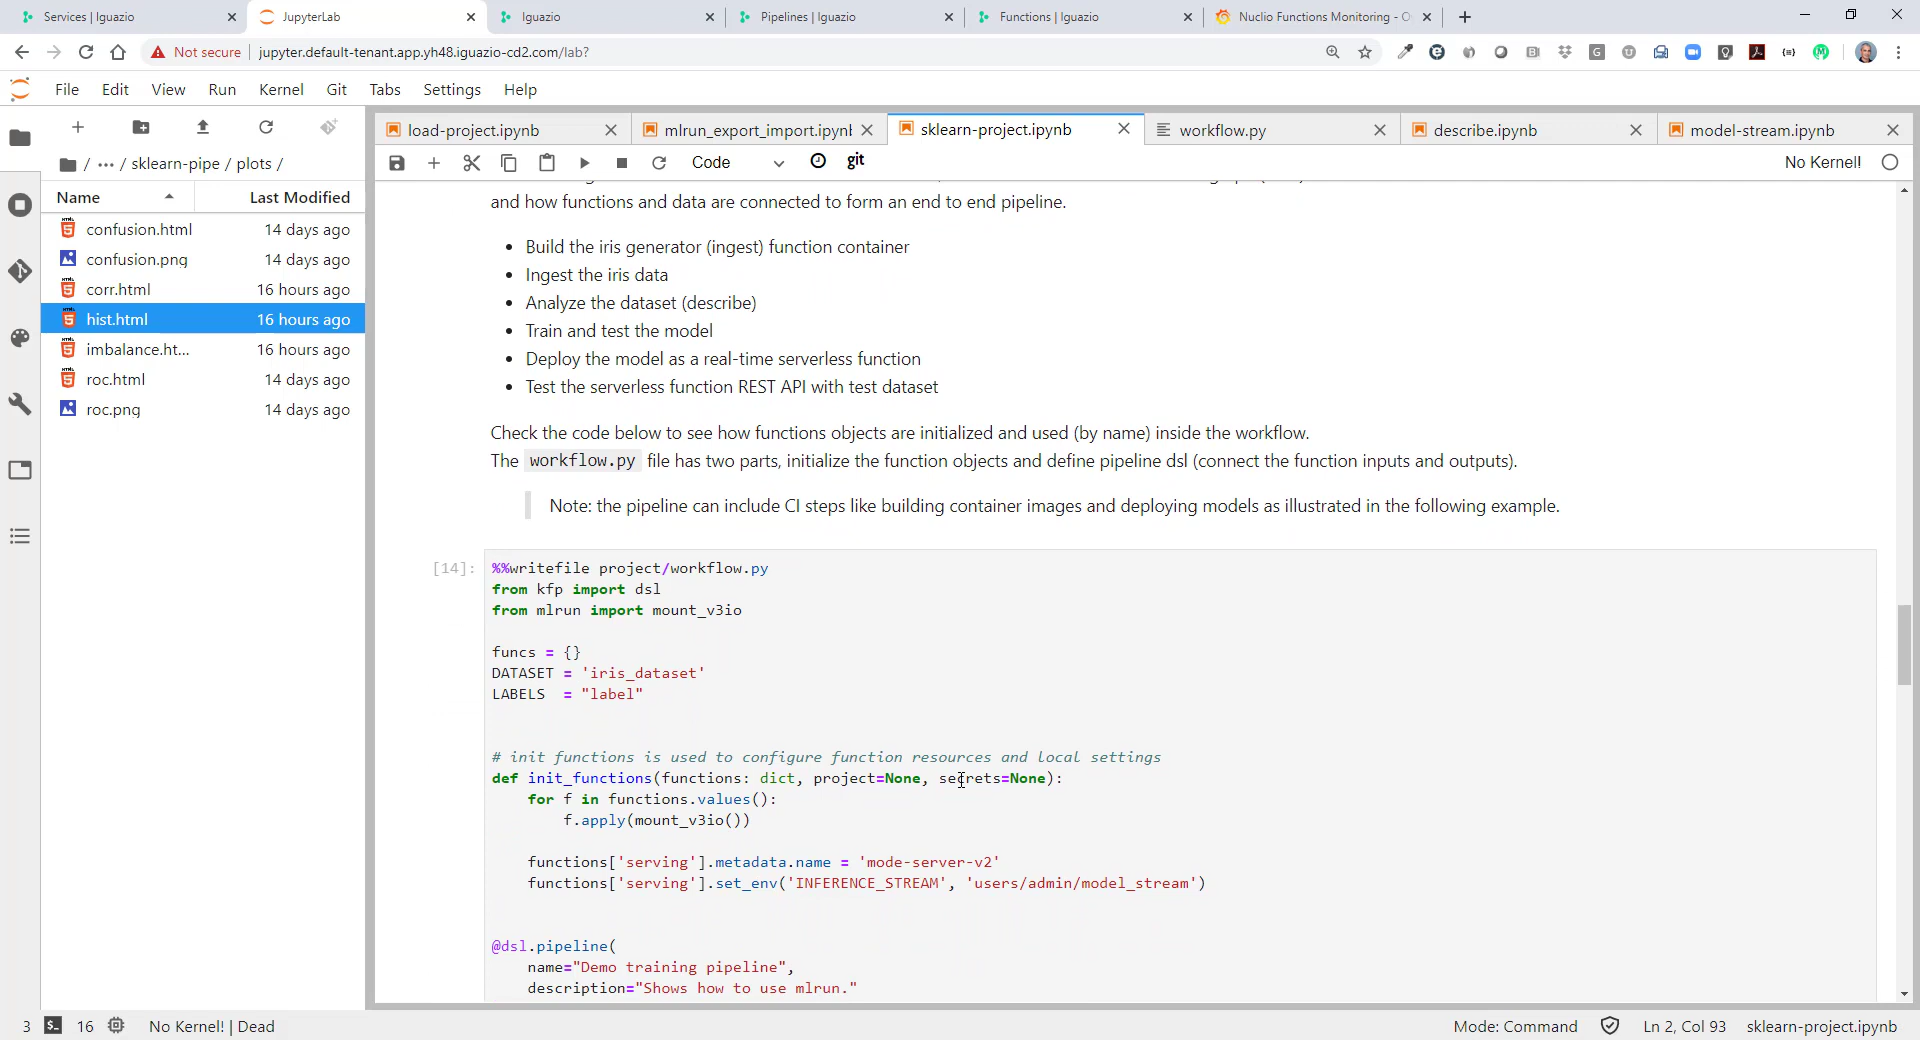 Services | Iguazio
JupyterLab
Iguazio
Pipelines | Iguazio
Functions | Iguazio
Nuclio Functions Monitoring - O
Not secure
jupyter.default-tenant.app.yh48.iguazio-cd2.com/lab?
File Edit View Run Kernel Git Tabs Settings Help
load-project.ipynb
mlrun_export_import.ipynb
sklearn-project.ipynb
workflow.py
describe.ipynb
model-stream.ipynb
Code
git
No Kernel!
/ ··· / sklearn-pipe / plots /
Name Last Modified
confusion.html 14 days ago
confusion.png 14 days ago
corr.html 16 hours ago
hist.html 16 hours ago
imbalance.ht... 16 hours ago
roc.html 14 days ago
roc.png 14 days ago
and how functions and data are connected to form an end to end pipeline.
• Build the iris generator (ingest) function container
• Ingest the iris data
• Analyze the dataset (describe)
• Train and test the model
• Deploy the model as a real-time serverless function
• Test the serverless function REST API with test dataset
Check the code below to see how functions objects are initialized and used (by name) inside the workflow.
The workflow.py file has two parts, initialize the function objects and define pipeline dsl (connect the function inputs and outputs).
Note: the pipeline can include CI steps like building container images and deploying models as illustrated in the following example.
[14]:
%%writefile project/workflow.py
from kfp import dsl
from mlrun import mount_v3io
funcs = {}
DATASET = 'iris_dataset'
LABELS  = "label"
# init functions is used to configure function resources and local settings
def init_functions(functions: dict, project=None, secrets=None):
    for f in functions.values():
        f.apply(mount_v3io())
    functions['serving'].metadata.name = 'mode-server-v2'
    functions['serving'].set_env('INFERENCE_STREAM', 'users/admin/model_stream')
@dsl.pipeline(
    name="Demo training pipeline",
    description="Shows how to use mlrun."
3 16 No Kernel! | Dead
Mode: Command Ln 2, Col 93 sklearn-project.ipynb